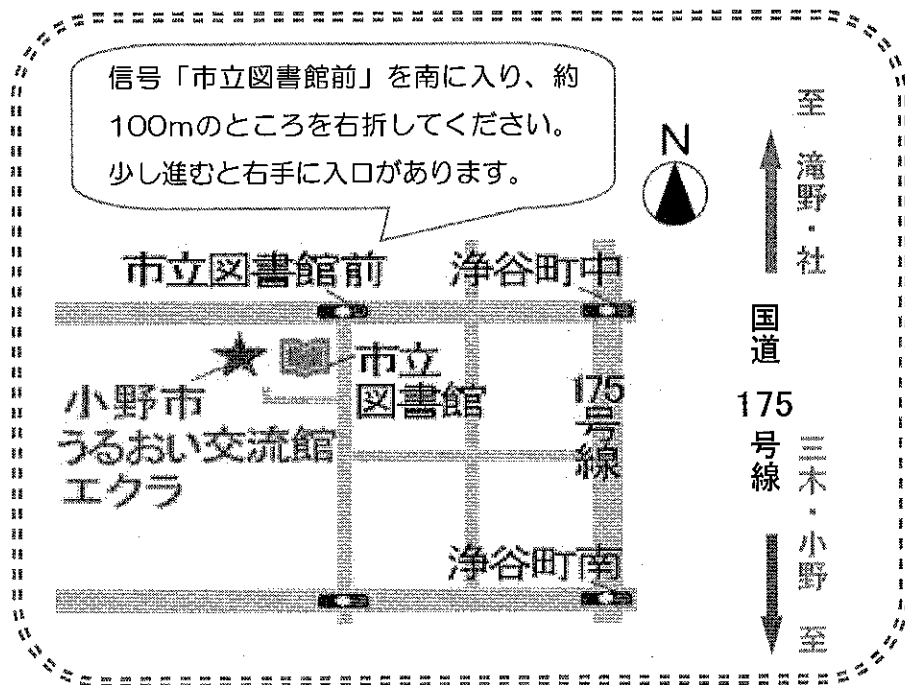 信号「市立図書館前」を南に入り、約
100mのところを右折してください。
少し進むと右手に入口があります。
N
至 滝野・社
市立図書館前
浄谷町中
国道
175
号線
市立
図書館
175
号
線
小野市
うるおい交流館
エクラ
三木・小野 至
浄谷町南